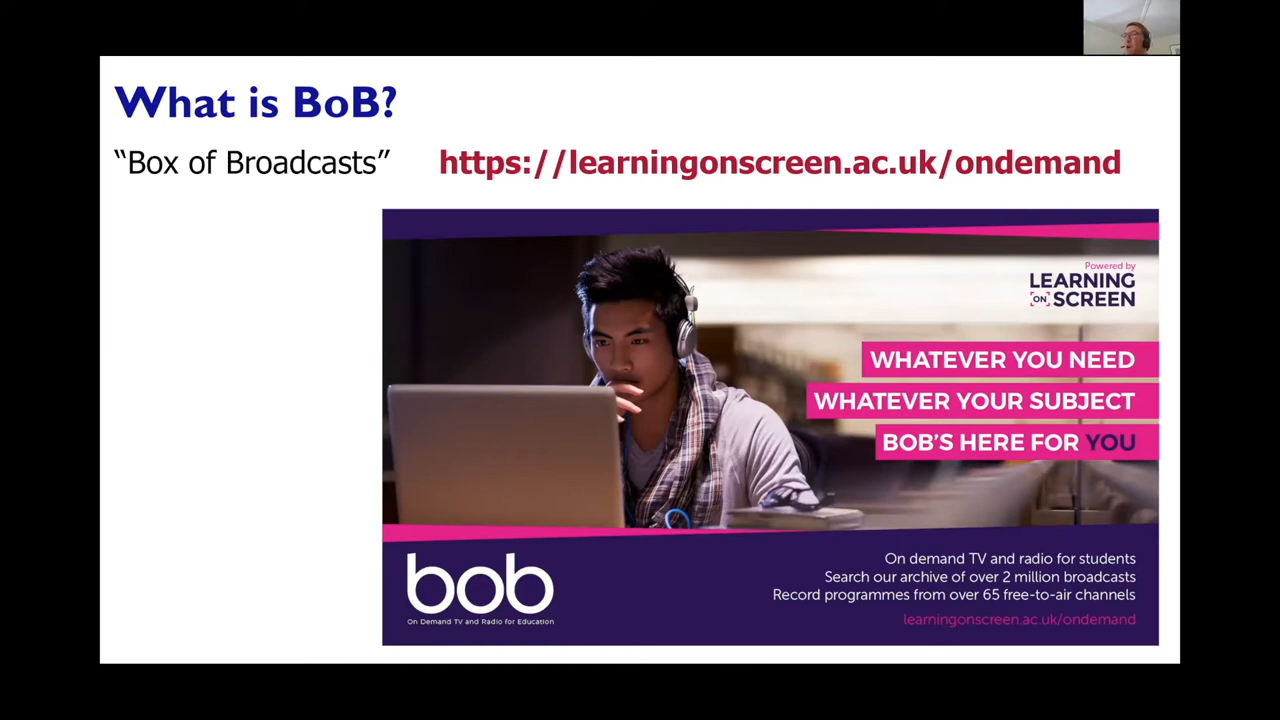 What is BoB?
“Box of Broadcasts” https://learningonscreen.ac.uk/ondemand
Powered by
LEARNING
ON SCREEN
WHATEVER YOU NEED
WHATEVER YOUR SUBJECT
BOB'S HERE FOR YOU
bob
On Demand TV and Radio for Education
On demand TV and radio for students
Search our archive of over 2 million broadcasts
Record programmes from over 65 free-to-air channels
learningonscreen.ac.uk/ondemand